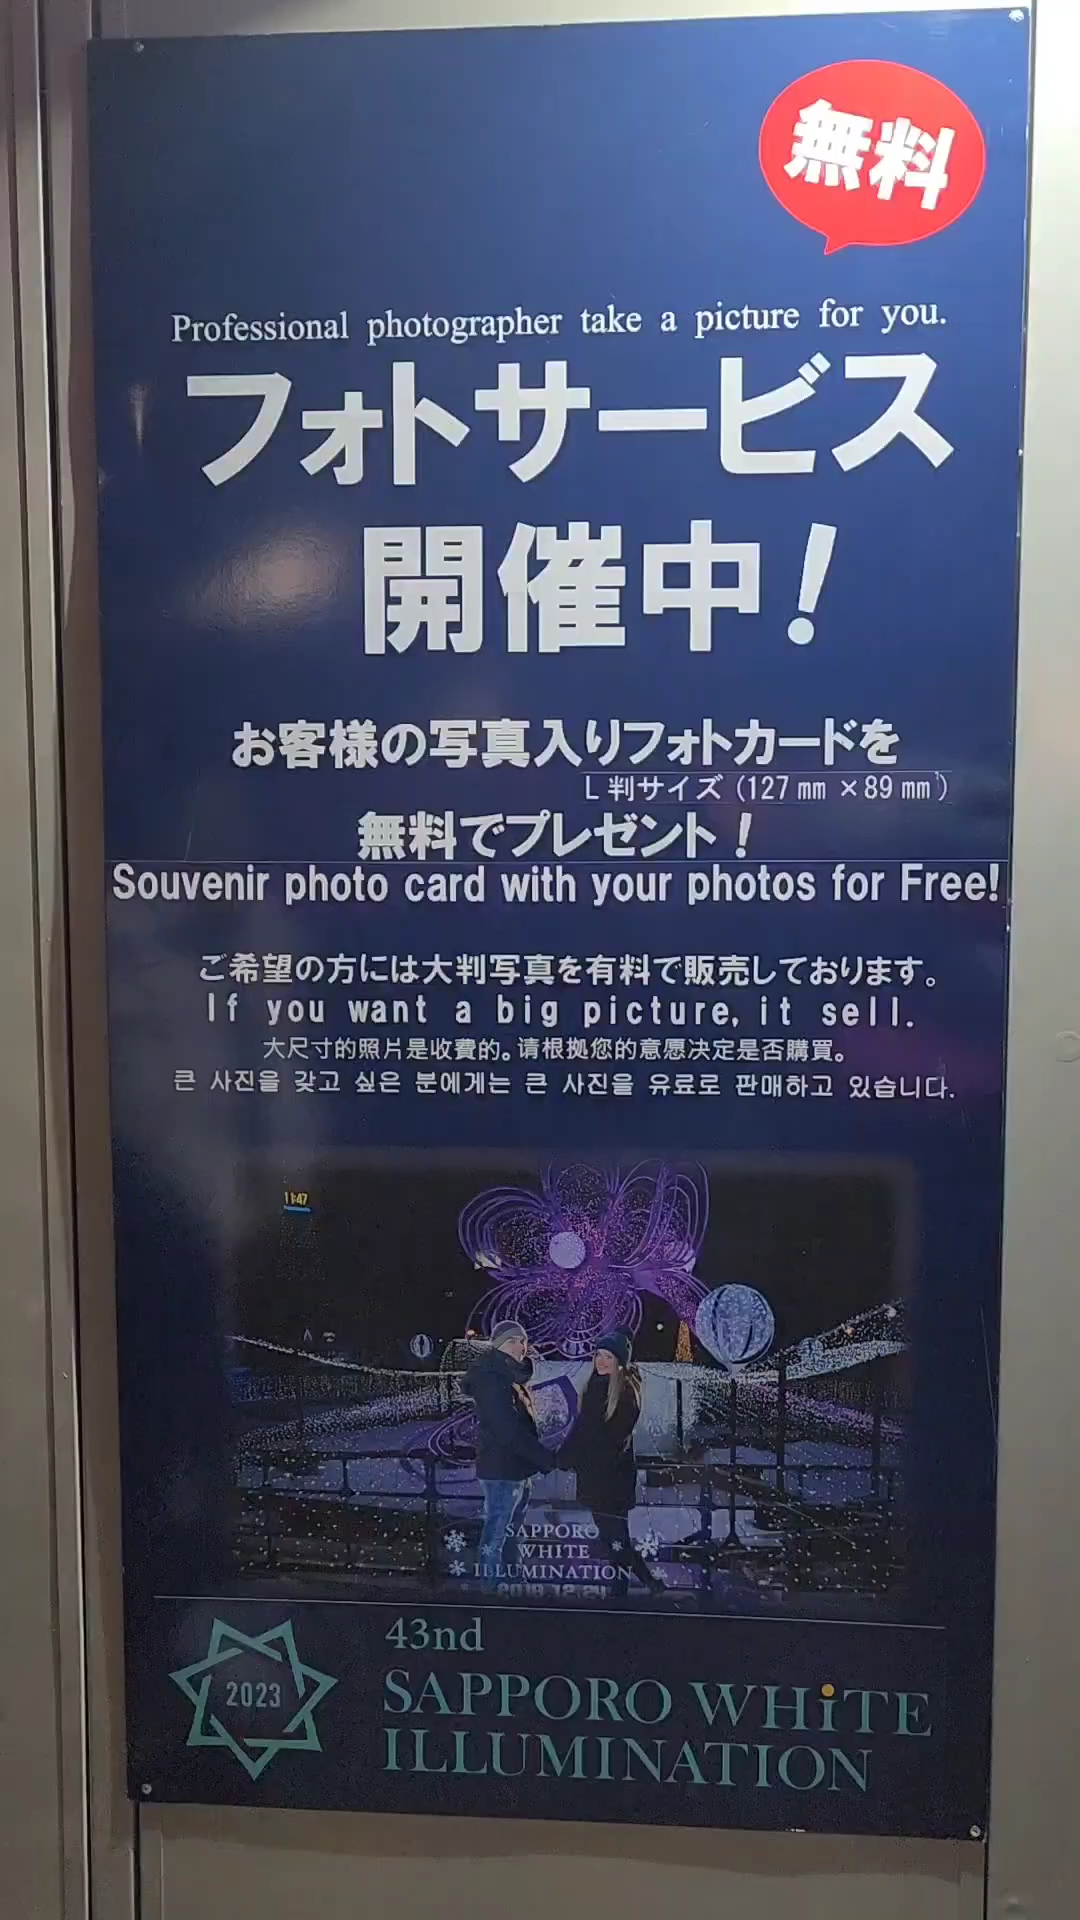 無料
Professional photographer take a picture for you.
フォトサービス
開催中！
お客様の写真入りフォトカードを
L判サイズ（127㎜×89㎜）
無料でプレゼント！
Souvenir photo card with your photos for Free!
ご希望の方には大判写真を有料で販売しております。
If you want a big picture, it sell.
大尺寸的照片是收費的。请根拠您的意愿决定是否購買。
큰 사진을 갖고 싶은 분에게는 큰 사진을 유료로 판매하고 있습니다.
11:47
SAPPORO
WHITE
ILLUMINATION
2018.12.24
2023
43nd
SAPPORO WHiTE
ILLUMINATION